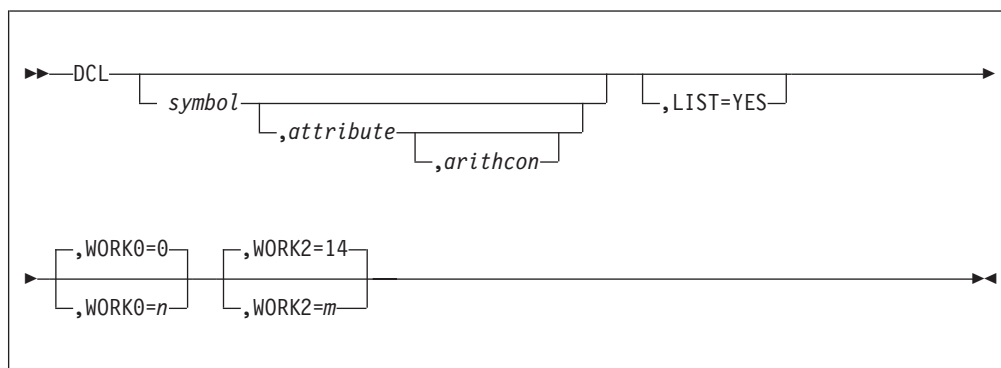 DCL
symbol
,attribute
,arithcon
,LIST=YES
,WORK0=0
,WORK0=n
,WORK2=14
,WORK2=m